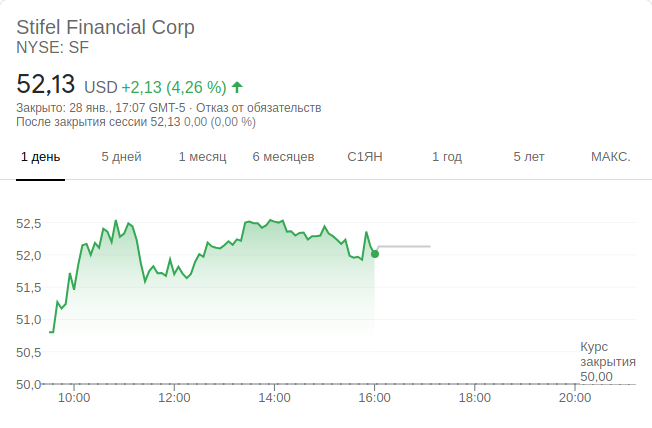 Stifel Financial Corp
NYSE: SF
52,13 USD +2,13 (4,26 %)
Закрыто: 28 янв., 17:07 GMT-5 · Отказ от обязательств
После закрытия сессии 52,13 0,00 (0,00 %)
1 день 5 дней 1 месяц 6 месяцев С1ЯН 1 год 5 лет МАКС.
52,5
52,0
51,5
51,0
50,5
50,0
Курс
закрытия
50,00
10:00 12:00 14:00 16:00 18:00 20:00